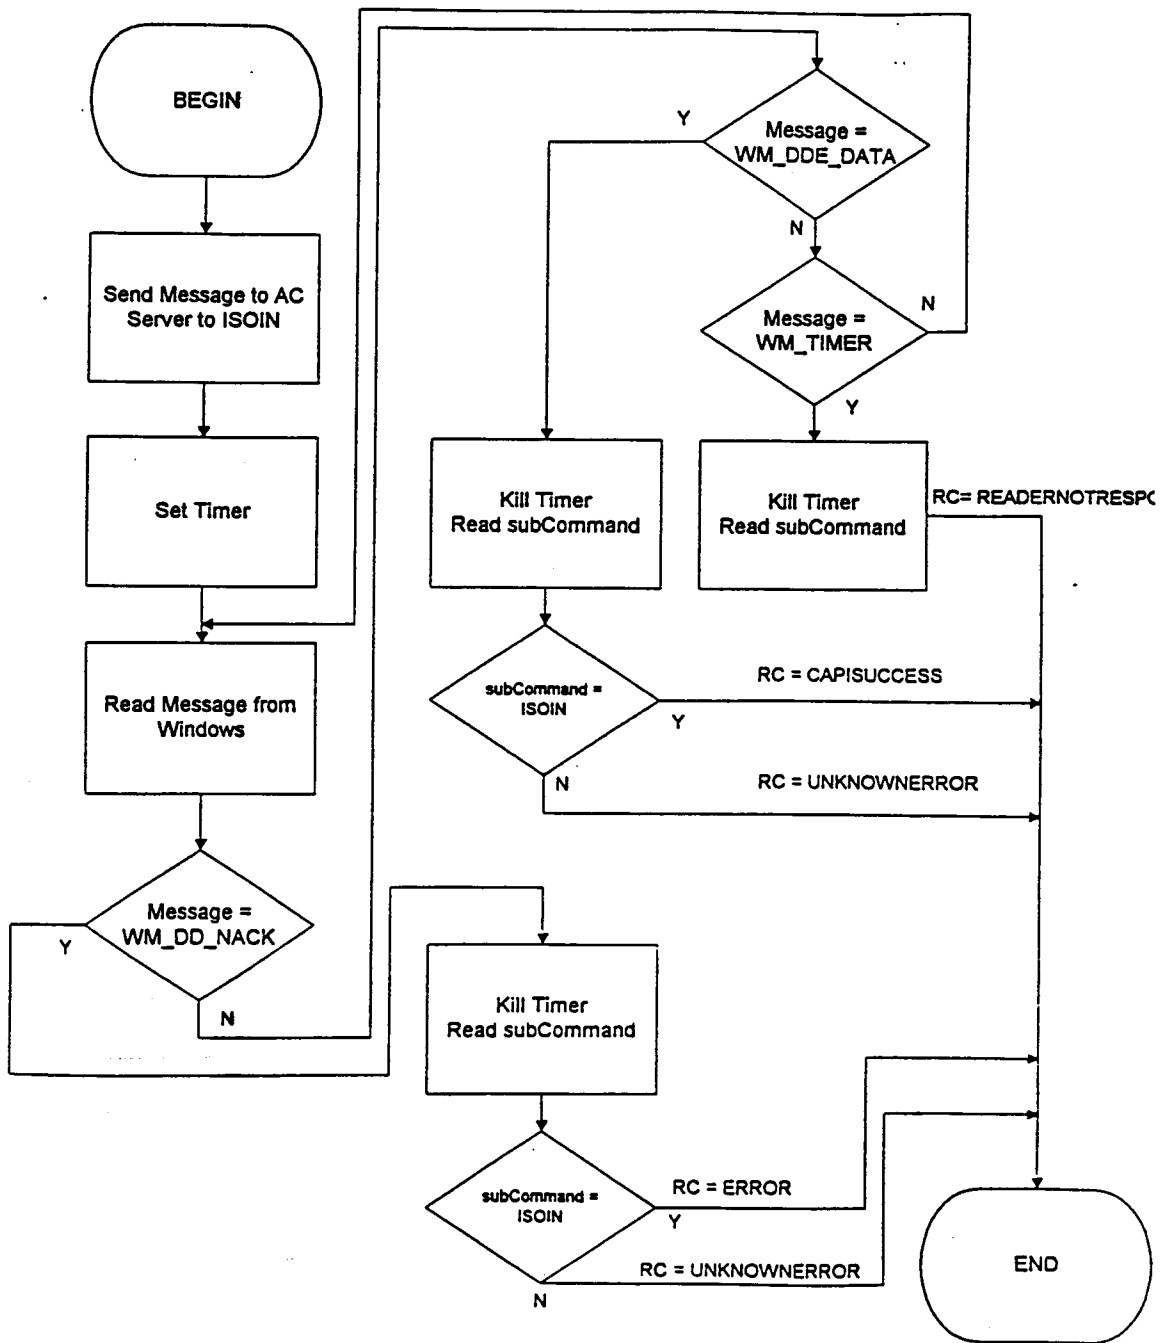 BEGIN
Send Message to AC
Server to ISOIN
Set Timer
Read Message from
Windows
Message =
WM_DD_NACK
Y
N
Message =
WM_DDE_DATA
Y
N
Message =
WM_TIMER
N
Y
Kill Timer
Read subCommand
Kill Timer
Read subCommand
RC= READERNOTRESPO
subCommand =
ISOIN
RC = CAPISUCCESS
Y
N
RC = UNKNOWNERROR
Kill Timer
Read subCommand
subCommand =
ISOIN
RC = ERROR
Y
RC = UNKNOWNERROR
N
END